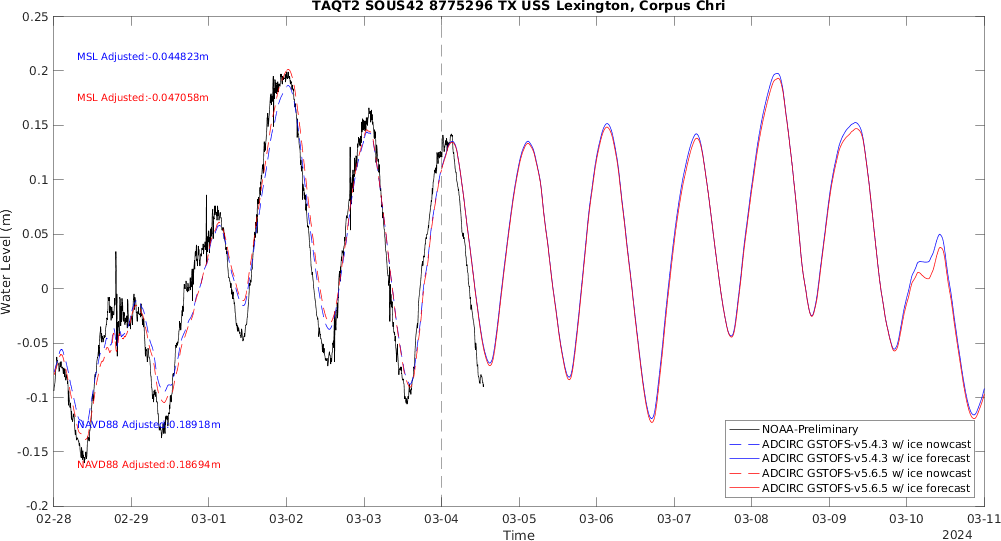 TAQT2 SOUS42 8775296 TX USS Lexington, Corpus Chri
0.25
0.2
0.15
0.1
0.05
0
-0.05
-0.1
-0.15
-0.2
Water Level (m)
MSL Adjusted:-0.044823m
MSL Adjusted:-0.047058m
NAVD88 Adjusted:0.18918m
NAVD88 Adjusted:0.18694m
NOAA-Preliminary
ADCIRC GSTOFS-v5.4.3 w/ ice nowcast
ADCIRC GSTOFS-v5.4.3 w/ ice forecast
ADCIRC GSTOFS-v5.6.5 w/ ice nowcast
ADCIRC GSTOFS-v5.6.5 w/ ice forecast
02-28 02-29 03-01 03-02 03-03 03-04 03-05 03-06 03-07 03-08 03-09 03-10 03-11
Time
2024